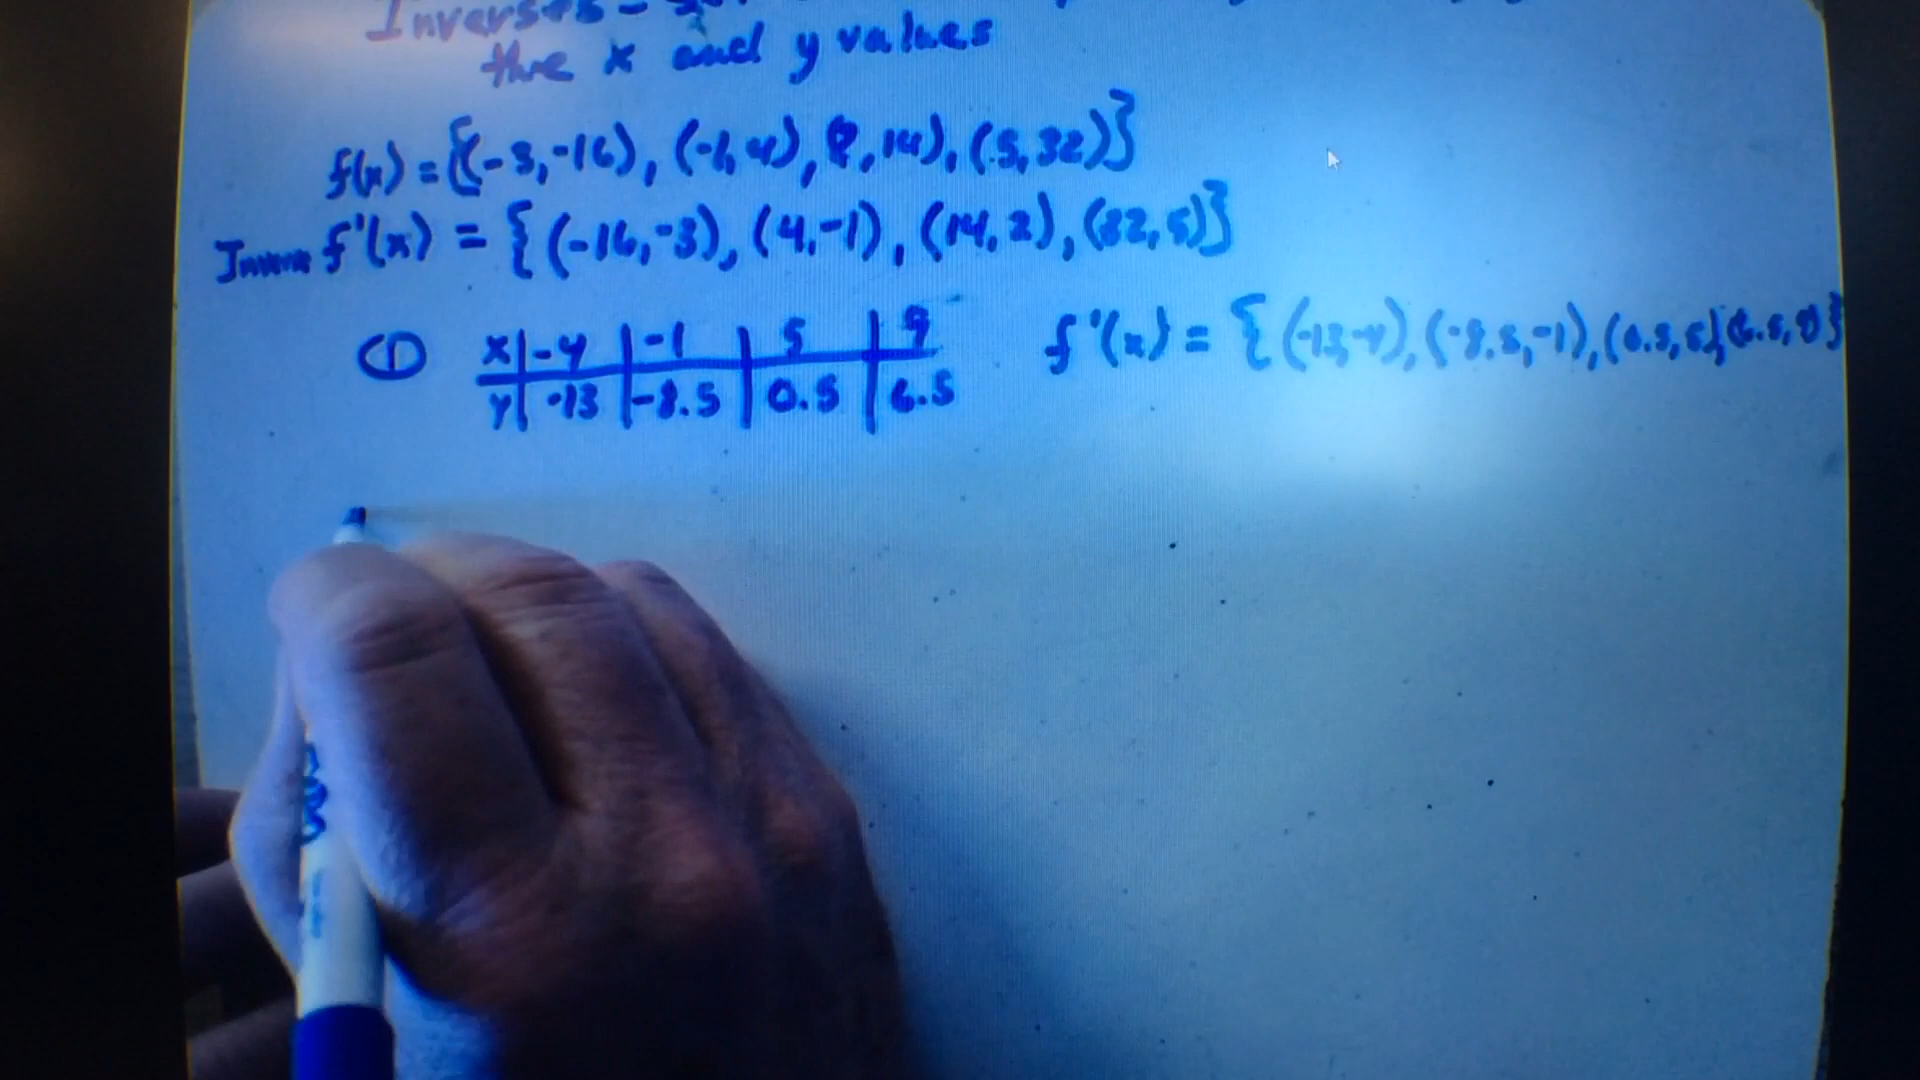 Inverses -
the x and y values
f(x) = {(-3,-16), (-1,4), (2,14), (5,32)}
Inverse f'(x) = {(-16,-3), (4,-1), (14,2), (32,5)}
① x | -4 | -1 | 5 | 9 f'(x) = {(-13,-4), (-8.5,-1), (0.5,5), (6.5,9)}
y | -13 | -8.5 | 0.5 | 6.5